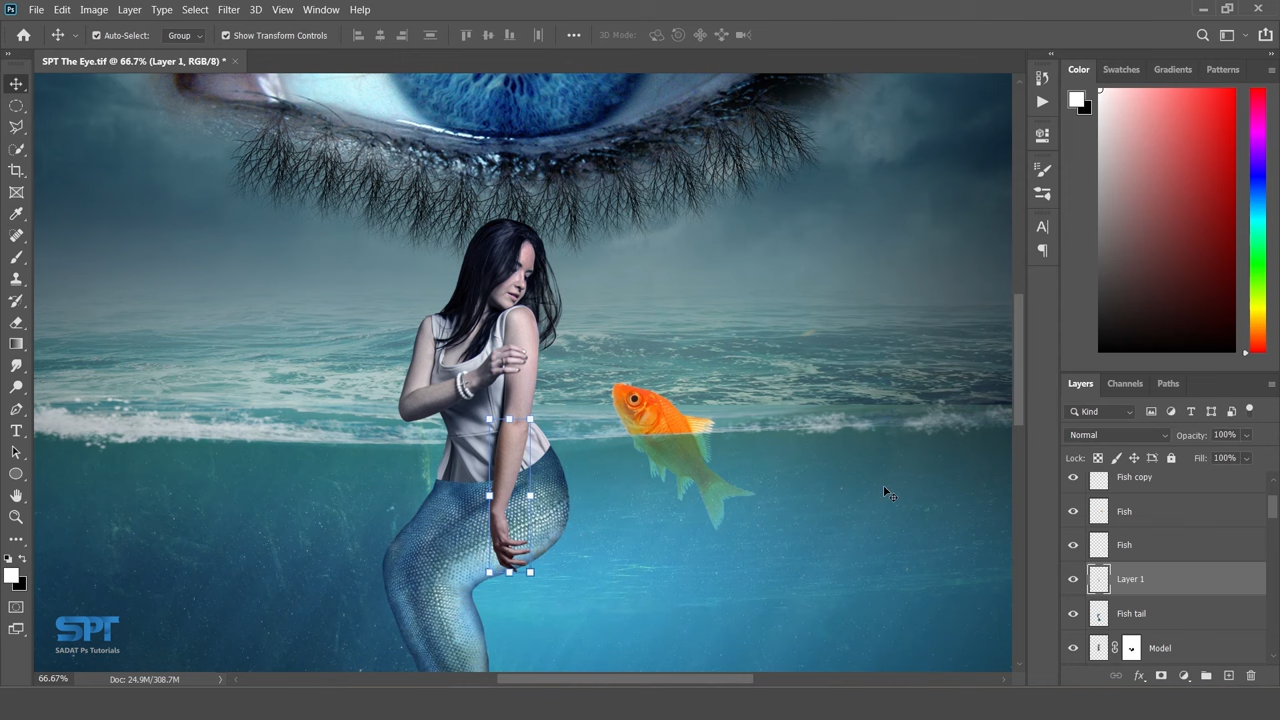 Ps File Edit Image Layer Type Select Filter 3D View Window Help
Auto-Select: Group Show Transform Controls 3D Mode:
SPT The Eye.tif @ 66.7% (Layer 1, RGB/8) *
Color Swatches Gradients Patterns
Layers Channels Paths
Kind
Normal Opacity: 100%
Lock: Fill: 100%
Fish copy
Fish
Fish
Layer 1
Fish tail
Model
fx
SPT
SADAT Ps Tutorials
66.67% Doc: 24.9M/308.7M